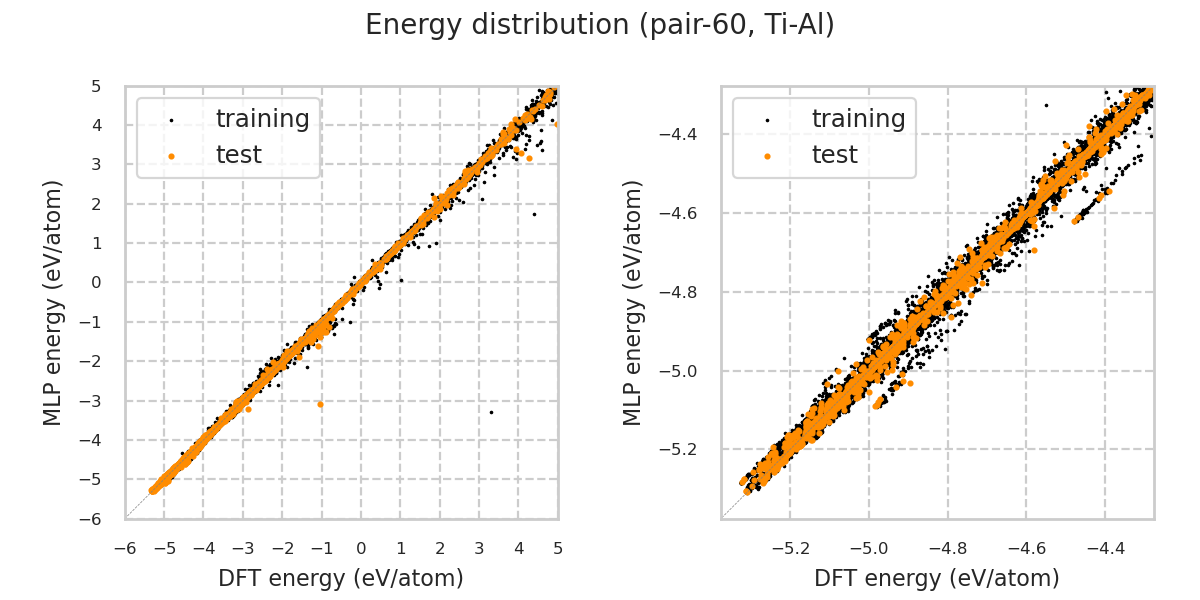 Energy distribution (pair-60, Ti-Al)
training
test
MLP energy (eV/atom)
5
4
3
2
1
0
−1
−2
−3
−4
−5
−6
−6 −5 −4 −3 −2 −1 0 1 2 3 4 5
DFT energy (eV/atom)
training
test
MLP energy (eV/atom)
−4.4
−4.6
−4.8
−5.0
−5.2
−5.2 −5.0 −4.8 −4.6 −4.4
DFT energy (eV/atom)